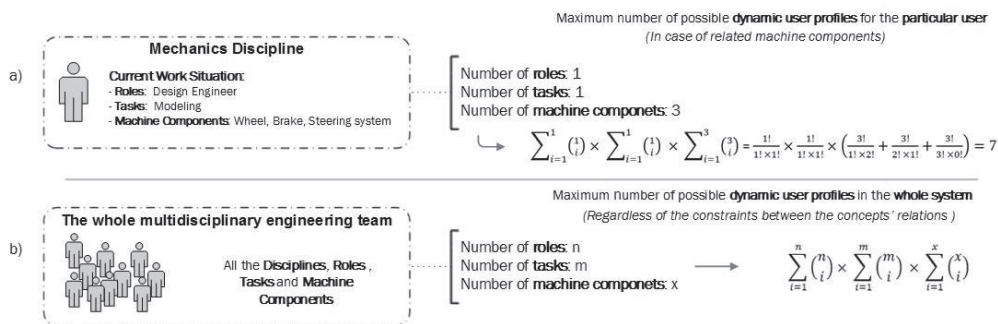 Maximum number of possible dynamic user profiles for the particular user
(In case of related machine components)
a)
Mechanics Discipline
Current Work Situation:
- Roles: Design Engineer
- Tasks: Modeling
- Machine Components: Wheel, Brake, Steering system
Number of roles: 1
Number of tasks: 1
Number of machine componets: 3
∑_{i=1}^{1} (1 i) × ∑_{i=1}^{1} (1 i) × ∑_{i=1}^{3} (3 i) = 1!/(1!×1!) × 1!/(1!×1!) × (3!/(1!×2!) + 3!/(2!×1!) + 3!/(3!×0!)) = 7
Maximum number of possible dynamic user profiles in the whole system
(Regardless of the constraints between the concepts' relations )
b)
The whole multidisciplinary engineering team
All the Disciplines, Roles ,
Tasks and Machine
Components
Number of roles: n
Number of tasks: m
Number of machine componets: x
∑_{i=1}^{n} (n i) × ∑_{i=1}^{m} (m i) × ∑_{i=1}^{x} (x i)